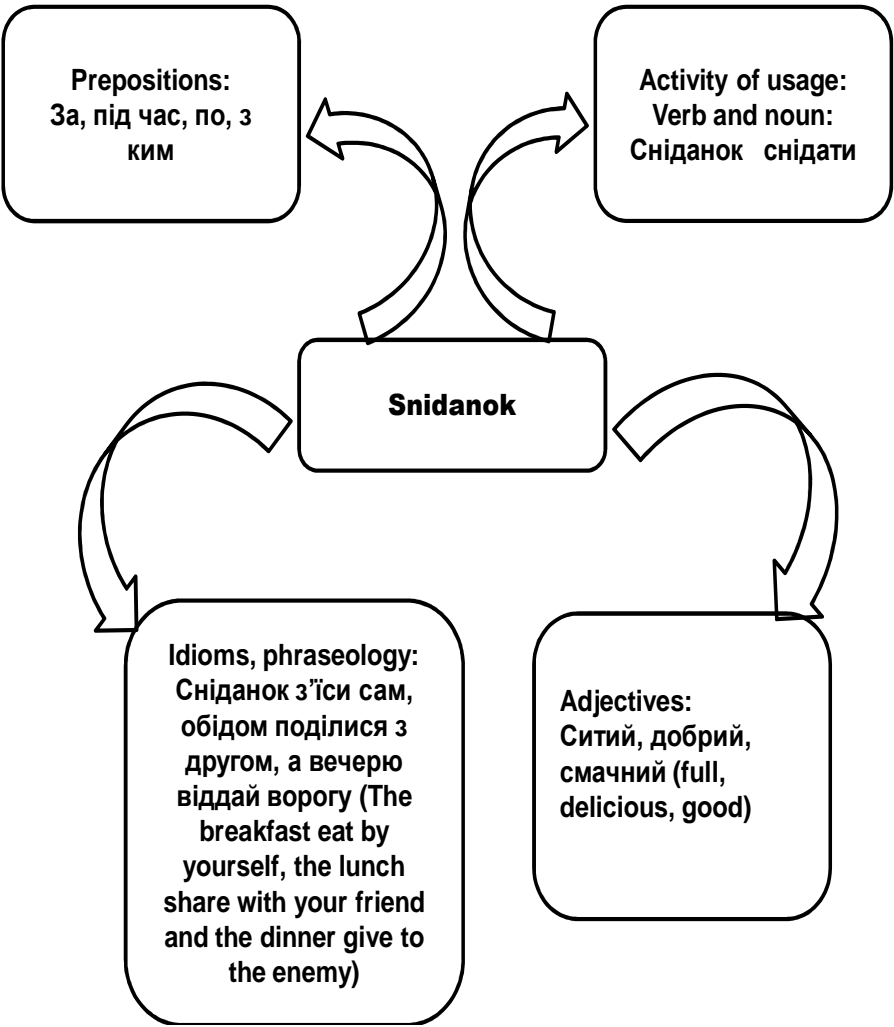 Prepositions:
За, під час, по, з
ким
Activity of usage:
Verb and noun:
Сніданок снідати
Snidanok
Idioms, phraseology:
Сніданок з’їси сам,
обідом поділися з
другом, а вечерю
віддай ворогу (The
breakfast eat by
yourself, the lunch
share with your friend
and the dinner give to
the enemy)
Adjectives:
Ситий, добрий,
смачний (full,
delicious, good)